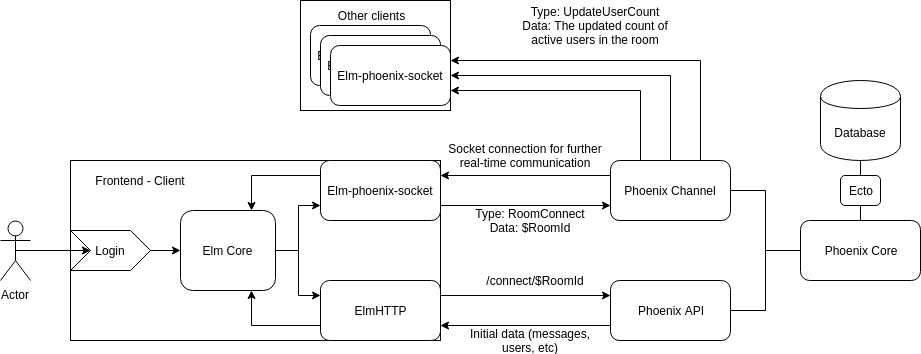 Other clients
Elm-phoenix-socket
Type: UpdateUserCount
Data: The updated count of
active users in the room
Database
Ecto
Phoenix Core
Frontend - Client
Socket connection for further
real-time communication
Elm-phoenix-socket
Phoenix Channel
Type: RoomConnect
Data: $RoomId
Actor
Login
Elm Core
ElmHTTP
/connect/$RoomId
Phoenix API
Initial data (messages,
users, etc)